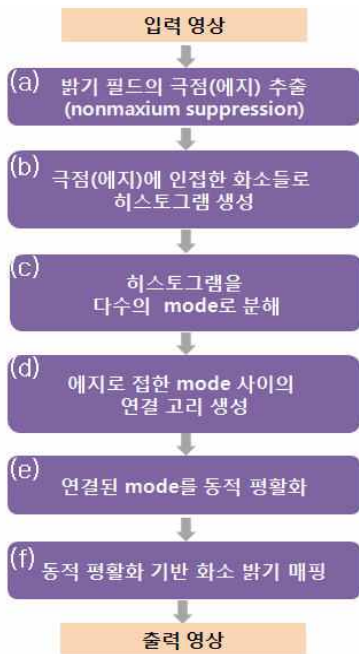 입력 영상
(a) 밝기 필드의 극점(에지) 추출
(nonmaxium suppression)
(b) 극점(에지)에 인접한 화소들로
히스토그램 생성
(c) 히스토그램을
다수의 mode로 분해
(d) 에지로 접한 mode 사이의
연결 고리 생성
(e) 연결된 mode를 동적 평활화
(f) 동적 평활화 기반 화소 밝기 매핑
출력 영상